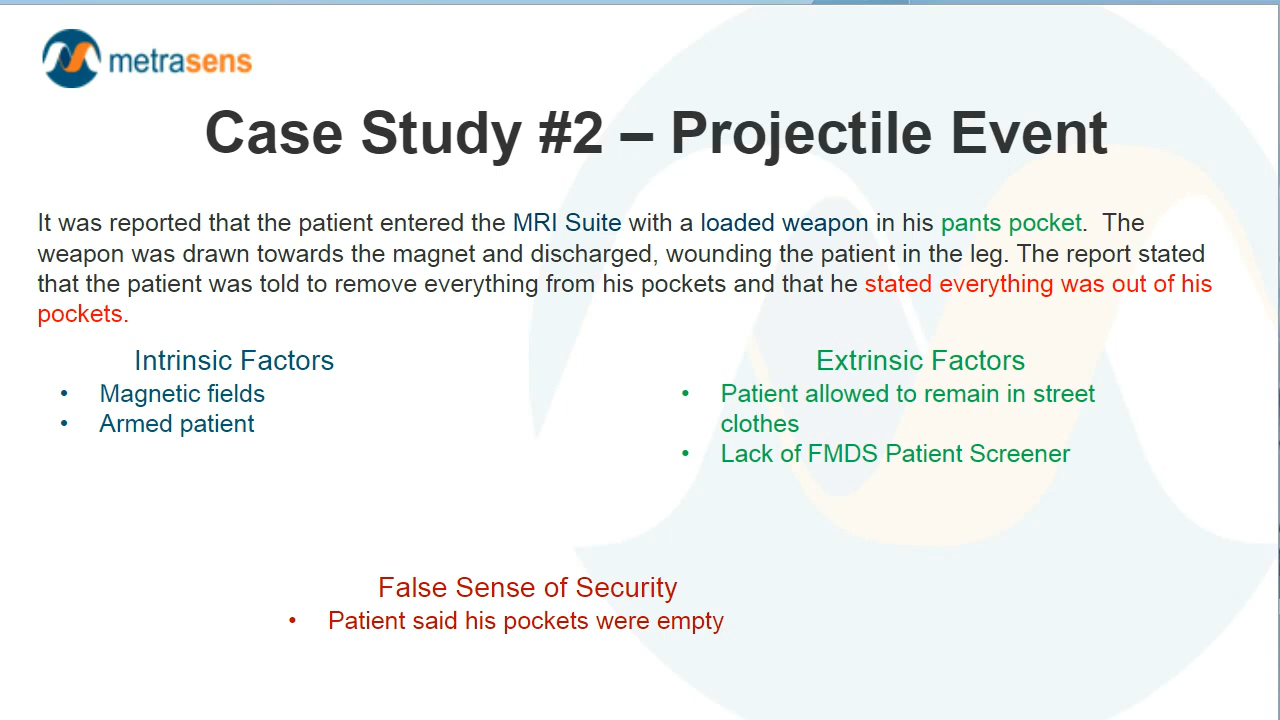 metrasens
Case Study #2 – Projectile Event
It was reported that the patient entered the MRI Suite with a loaded weapon in his pants pocket.  The
weapon was drawn towards the magnet and discharged, wounding the patient in the leg. The report stated
that the patient was told to remove everything from his pockets and that he stated everything was out of his
pockets.
Intrinsic Factors
• Magnetic fields
• Armed patient
Extrinsic Factors
• Patient allowed to remain in street
clothes
• Lack of FMDS Patient Screener
False Sense of Security
• Patient said his pockets were empty